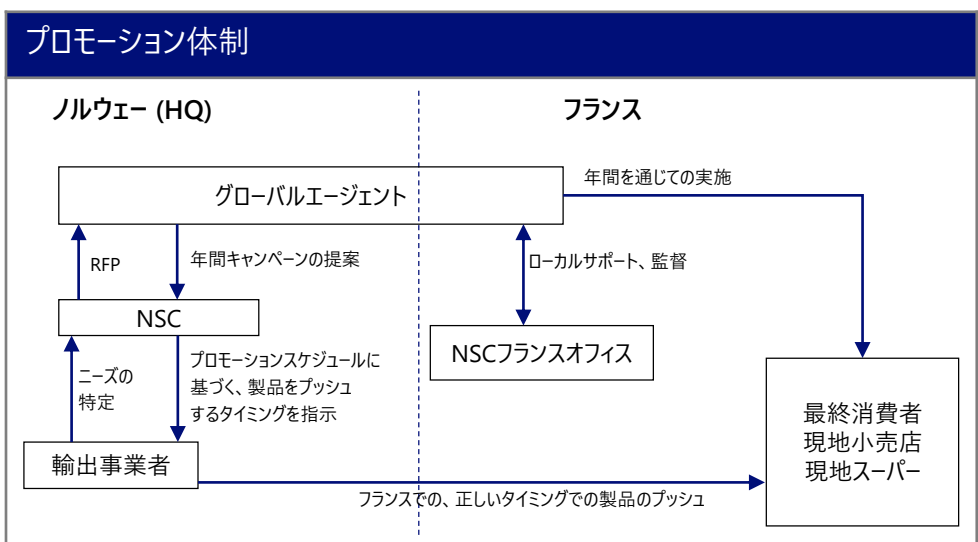 プロモーション体制
ノルウェー (HQ)
フランス
グローバルエージェント
年間を通じての実施
RFP
年間キャンペーンの提案
ローカルサポート、監督
NSC
NSCフランスオフィス
ニーズの
特定
プロモーションスケジュールに
基づく、製品をプッシュ
するタイミングを指示
輸出事業者
最終消費者
現地小売店
現地スーパー
フランスでの、正しいタイミングでの製品のプッシュ